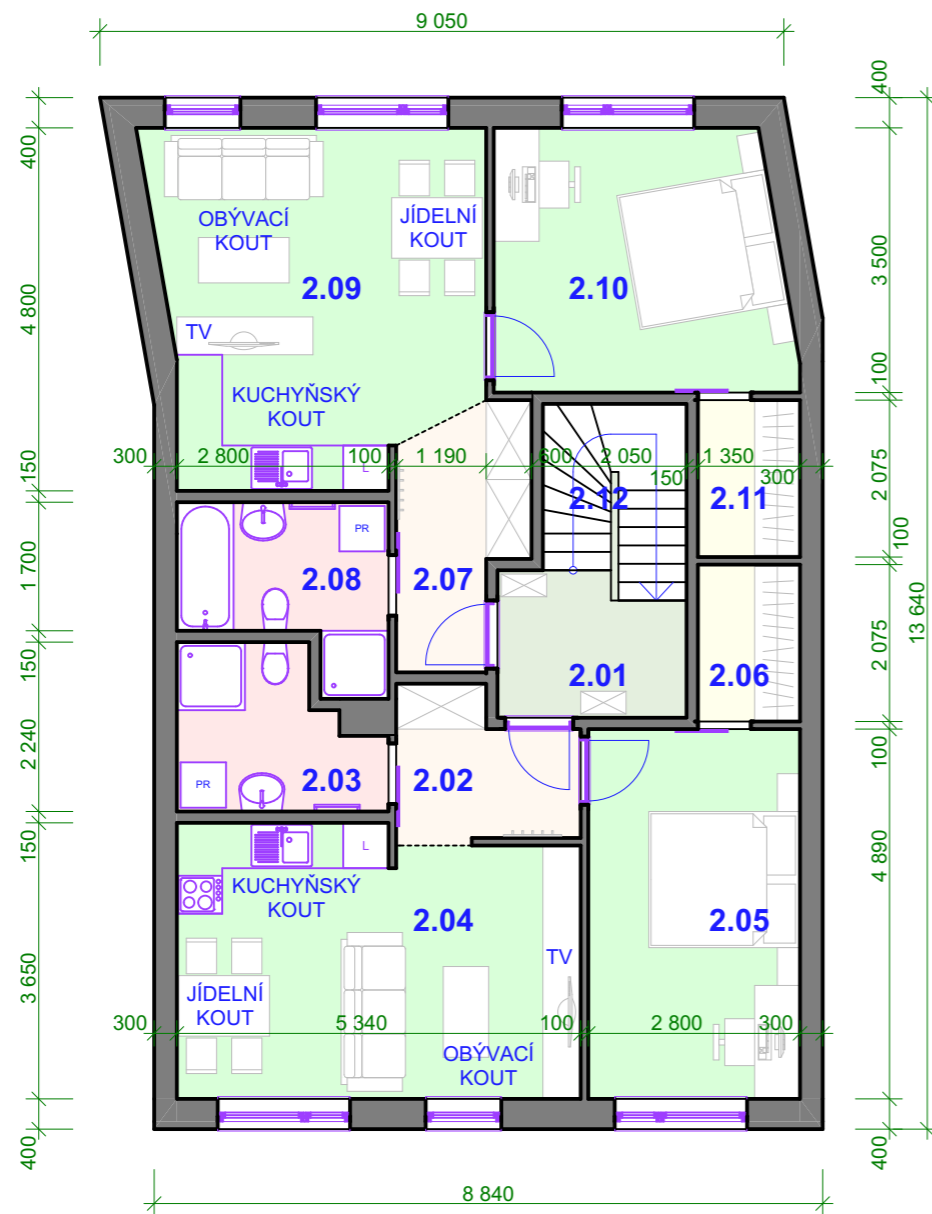 9 050
400
400
OBÝVACÍ
KOUT
JÍDELNÍ
KOUT
3 500
2.09
2.10
4 800
TV
100
KUCHYŇSKÝ
KOUT
300
2 800
100
L
1 190
600
2 050
150
1 350
300
150
2 075
2.12
2.11
PR
100
1 700
2.08
2.07
13 640
150
2 075
2.01
2.06
2 240
100
PR
2.03
2.02
150
L
4 890
KUCHYŇSKÝ
KOUT
2.04
2.05
TV
3 650
JÍDELNÍ
KOUT
300
5 340
100
2 800
300
OBÝVACÍ
KOUT
400
400
8 840